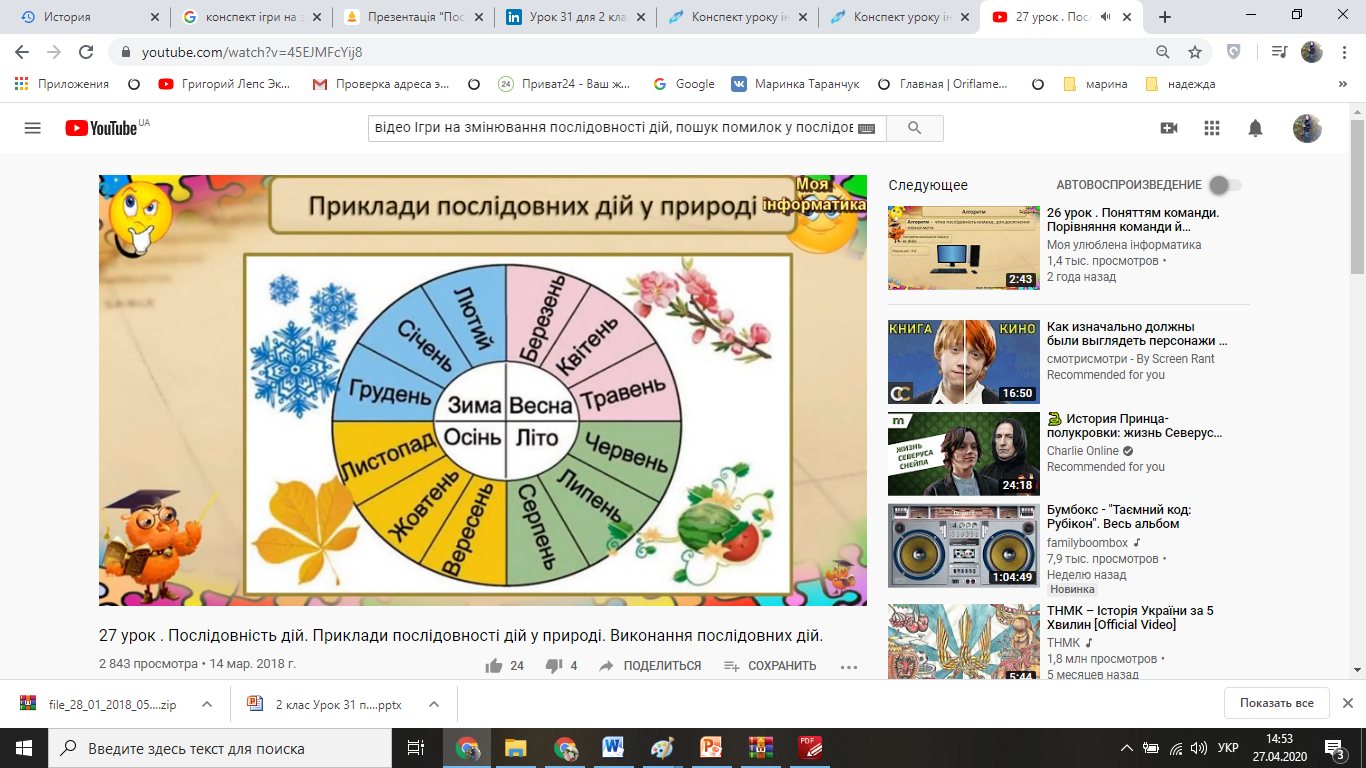 История
конспект ігри на з
Презентація "Пос
Урок 31 для 2 кла
Конспект уроку ін
Конспект уроку ін
27 урок . Посл
youtube.com/watch?v=45EJMFcYij8
Приложения
Григорий Лепс Эк...
Проверка адреса э...
24
Приват24 - Ваш ж...
Google
Маринка Таранчук
Главная | Oriflame...
марина
надежда
»
YouTube UA
відео Ігри на змінювання послідовності дій, пошук помилок у послідов
Приклади послідовних дій у природі
Моя
інформатика
Лютий
Березень
Січень
Квітень
Грудень
Травень
Зима
Весна
Осінь
Літо
Листопад
Червень
Жовтень
Липень
Вересень
Серпень
27 урок . Послідовність дій. Приклади послідовності дій у природі. Виконання послідовних дій.
2 843 просмотра • 14 мар. 2018 г.
24
4
ПОДЕЛИТЬСЯ
СОХРАНИТЬ
Следующее
АВТОВОСПРОИЗВЕДЕНИЕ
Алгоритм
2:43
26 урок . Поняттям команди.
Порівняння команди й...
Моя улюблена інформатика
1,4 тыс. просмотров •
2 года назад
КНИГА
КИНО
16:50
Как изначально должны
были выглядеть персонажи ...
смотрисмотри - By Screen Rant
Recommended for you
ЖИЗНЬ
СЕВЕРУСА
СНЕЙПА
24:18
История Принца-
полукровки: жизнь Северус...
Charlie Online
Recommended for you
1:04:49
Бумбокс - "Таємний код:
Рубікон". Весь альбом
familyboombox
7,9 тыс. просмотров •
Неделю назад
Новинка
5:44
ТНМК – Історія України за 5
Хвилин [Official Video]
ТНМК
1,8 млн просмотров •
5 месяцев назад
file_28_01_2018_05....zip
2 клас Урок 31 п....pptx
Показать все
Введите здесь текст для поиска
PDF
УКР
14:53
27.04.2020
3